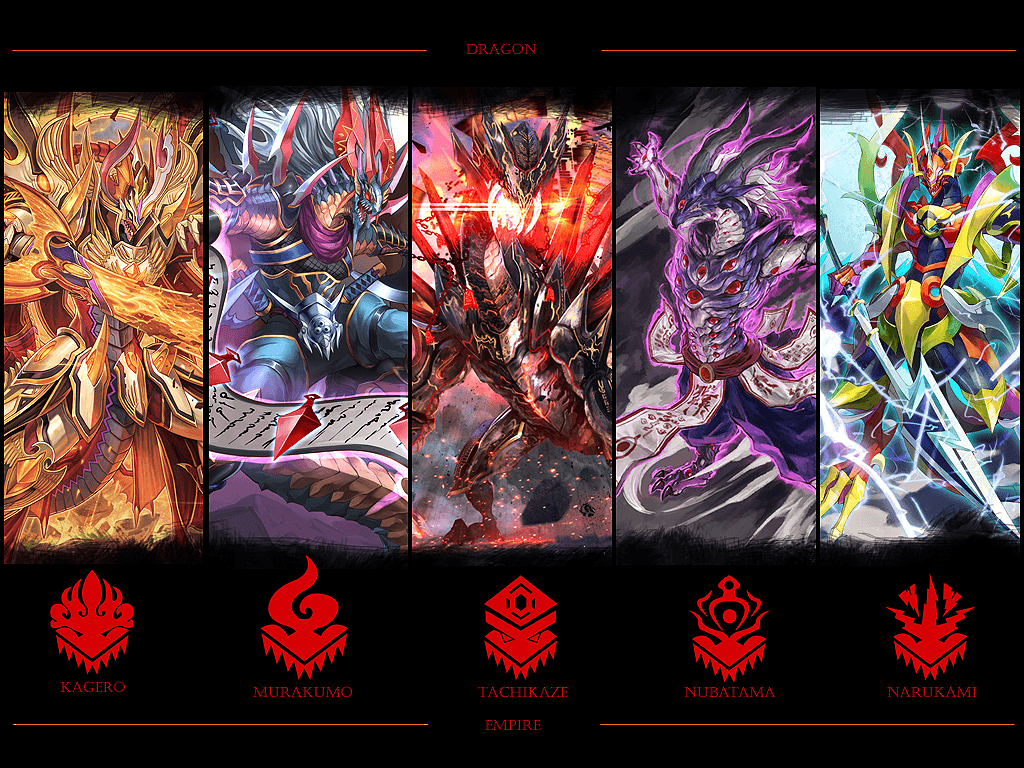 DRAGON
KAGERO
MURAKUMO
TACHIKAZE
NUBATAMA
NARUKAMI
EMPIRE